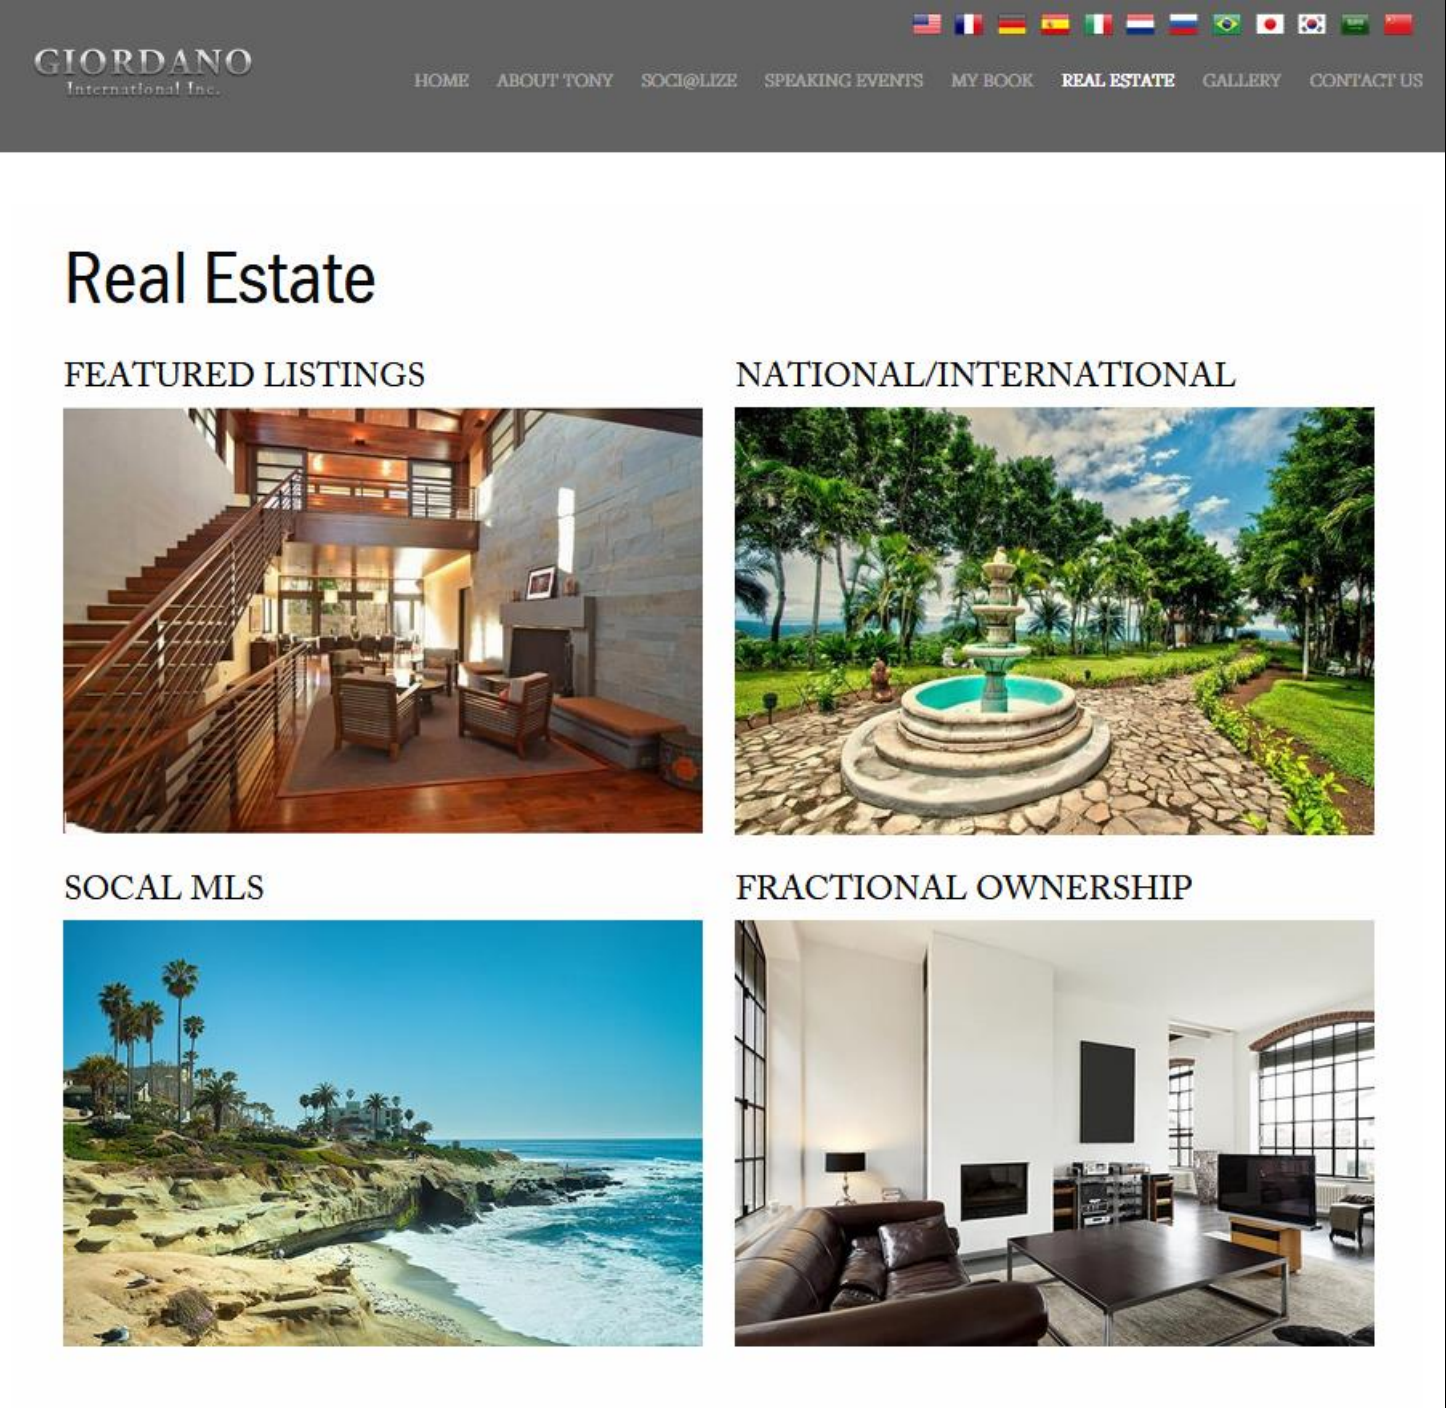 GIORDANO
International Inc.
HOME ABOUT TONY SOCI@LIZE SPEAKING EVENTS MY BOOK REAL ESTATE GALLERY CONTACT US
Real Estate
FEATURED LISTINGS
NATIONAL/INTERNATIONAL
SOCAL MLS
FRACTIONAL OWNERSHIP